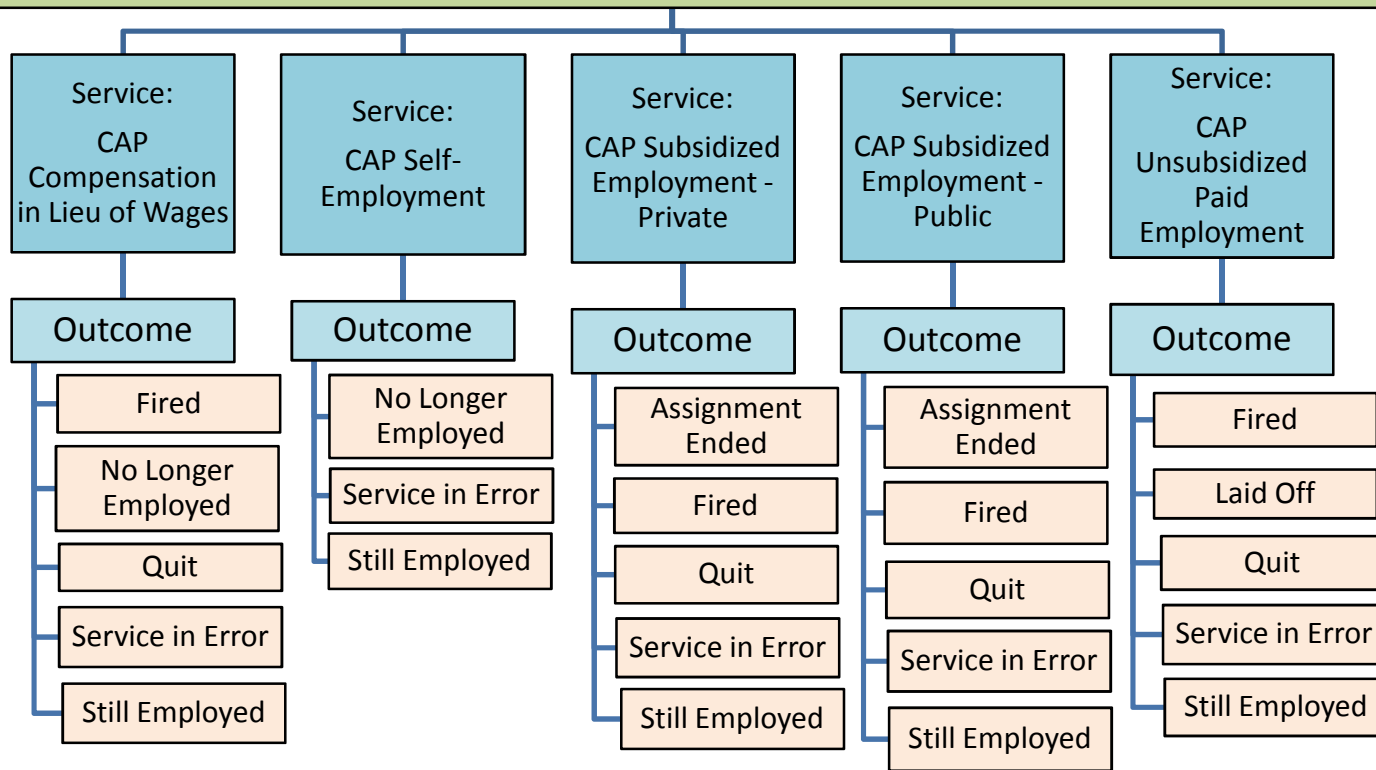 Service:
CAP
Compensation
in Lieu of Wages
Service:
CAP Self-
Employment
Service:
CAP Subsidized
Employment -
Private
Service:
CAP Subsidized
Employment -
Public
Service:
CAP
Unsubsidized
Paid
Employment
Outcome
Fired
No Longer
Employed
Quit
Service in Error
Still Employed
Outcome
No Longer
Employed
Service in Error
Still Employed
Outcome
Assignment
Ended
Fired
Quit
Service in Error
Still Employed
Outcome
Assignment
Ended
Fired
Quit
Service in Error
Still Employed
Outcome
Fired
Laid Off
Quit
Service in Error
Still Employed